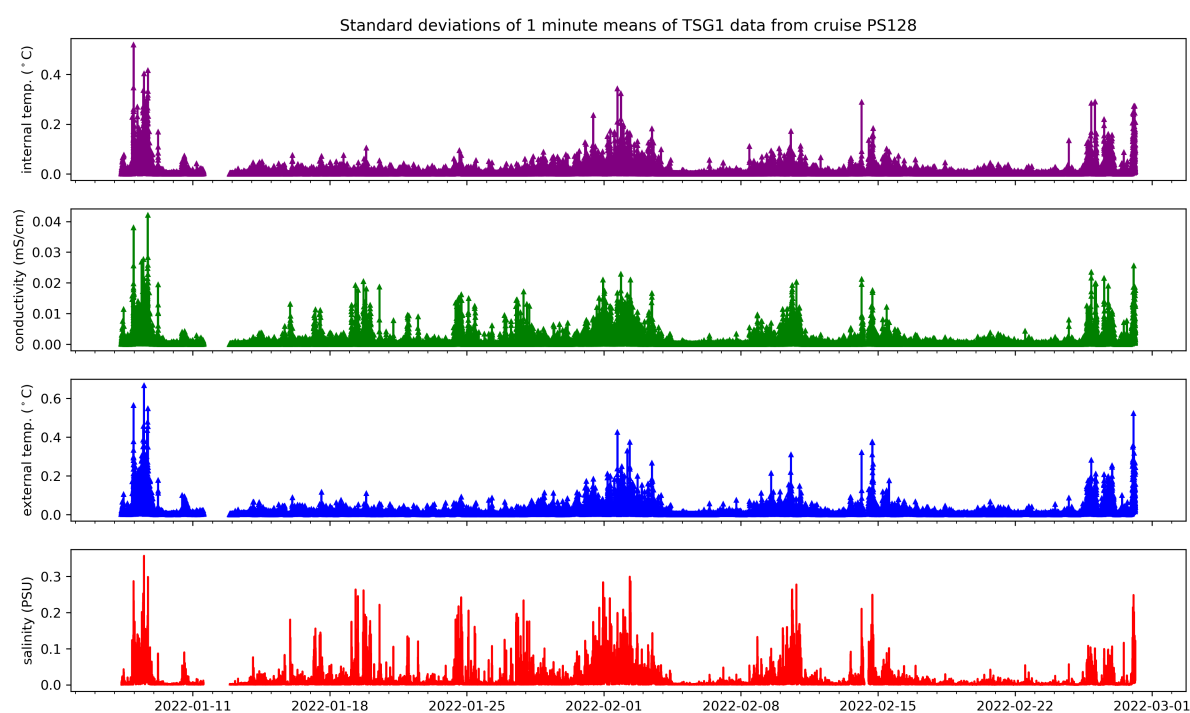 Standard deviations of 1 minute means of TSG1 data from cruise PS128
internal temp. (°C)
0.4
0.2
0.0
conductivity (mS/cm)
0.04
0.03
0.02
0.01
0.00
external temp. (°C)
0.6
0.4
0.2
0.0
salinity (PSU)
0.3
0.2
0.1
0.0
2022-01-11 2022-01-18 2022-01-25 2022-02-01 2022-02-08 2022-02-15 2022-02-22 2022-03-01